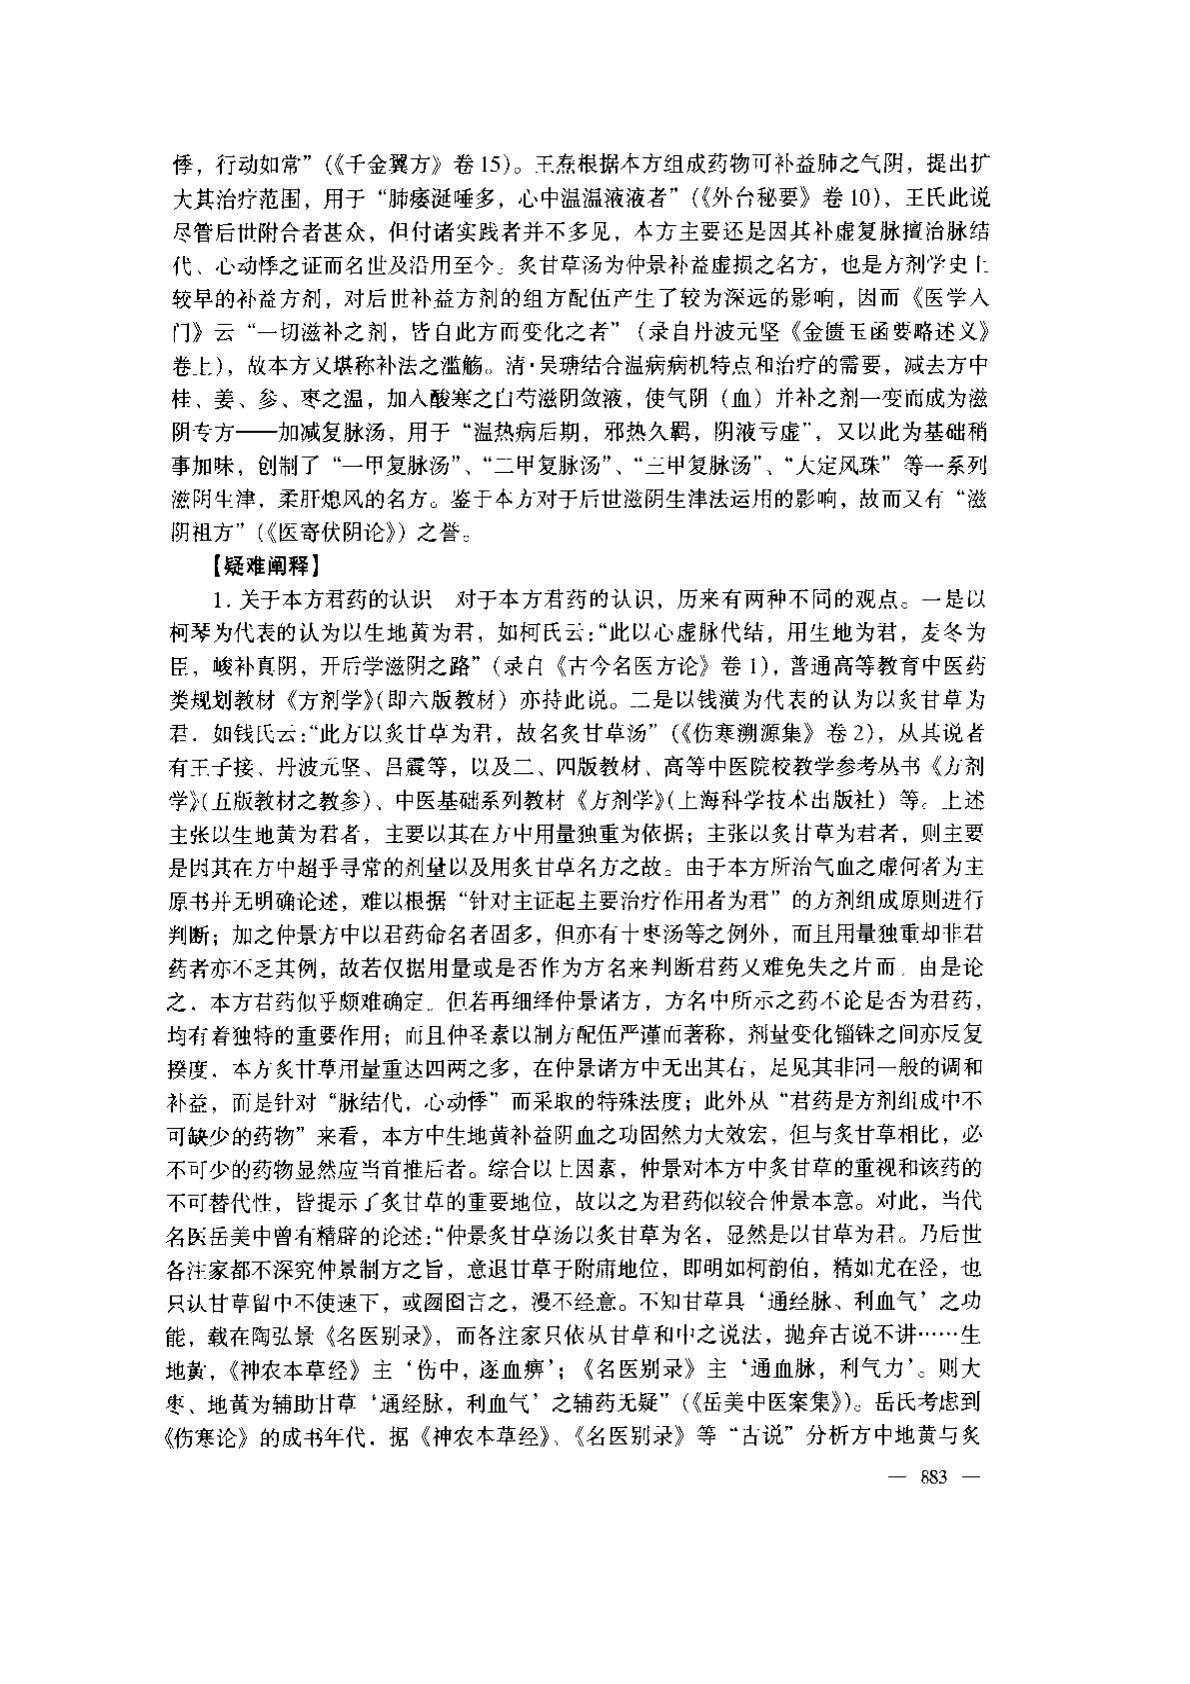 悸，行动如常”(《千金翼方》卷15)。王焘根据本方组成药物可补益肺之气阴，提出扩
大其治疗范围，用于“肺痿涎唾多，心中温温液液者”(《外台秘要》卷10)，王氏此说
尽管后世附合者甚众，但付诸实践者并不多见，本方主要还是因其补虚复脉擅治脉结
代、心动悸之证而名世及沿用至今。炙甘草汤为仲景补益虚损之名方，也是方剂学史上
较早的补益方剂，对后世补益方剂的组方配伍产生了较为深远的影响，因而《医学入
门》云“一切滋补之剂，皆自此方而变化之者”(录自丹波元坚《金匮玉函要略述义》
卷上)，故本方又堪称补法之滥觞。清·吴瑭结合温病病机特点和治疗的需要，减去方中
桂、姜、参、枣之温，加入酸寒之白芍滋阴敛液，使气阴（血）并补之剂一变而成为滋
阴专方——加减复脉汤，用于“温热病后期，邪热久羁，阴液亏虚”，又以此为基础稍
事加味，创制了“一甲复脉汤”、“二甲复脉汤”、“三甲复脉汤”、“大定风珠”等一系列
滋阴生津，柔肝熄风的名方。鉴于本方对于后世滋阴生津法运用的影响，故而又有“滋
阴祖方”(《医寄伏阴论》)之誉。
【疑难阐释】
1. 关于本方君药的认识　对于本方君药的认识，历来有两种不同的观点。一是以
柯琴为代表的认为以生地黄为君，如柯氏云：“此以心虚脉代结，用生地为君，麦冬为
臣，峻补真阴，开后学滋阴之路”(录自《古今名医方论》卷1)，普通高等教育中医药
类规划教材《方剂学》(即六版教材）亦持此说。二是以钱潢为代表的认为以炙甘草为
君．如钱氏云：“此方以炙甘草为君，故名炙甘草汤”(《伤寒溯源集》卷2)，从其说者
有王子接、丹波元坚、吕震等，以及二、四版教材、高等中医院校教学参考丛书《方剂
学》(五版教材之教参)、中医基础系列教材《方剂学》(上海科学技术出版社）等。上述
主张以生地黄为君者，主要以其在方中用量独重为依据；主张以炙甘草为君者，则主要
是因其在方中超乎寻常的剂量以及用炙甘草名方之故。由于本方所治气血之虚何者为主
原书并无明确论述，难以根据“针对主证起主要治疗作用者为君”的方剂组成原则进行
判断；加之仲景方中以君药命名者固多，但亦有十枣汤等之例外，而且用量独重却非君
药者亦不乏其例，故若仅据用量或是否作为方名来判断君药又难免失之片面．由是论
之．本方君药似乎颇难确定。但若再细绎仲景诸方，方名中所示之药不论是否为君药，
均有着独特的重要作用；而且仲圣素以制方配伍严谨而著称，剂量变化锱铢之间亦反复
揆度．本方炙甘草用量重达四两之多，在仲景诸方中无出其右，足见其非同一般的调和
补益，而是针对“脉结代，心动悸”而采取的特殊法度；此外从“君药是方剂组成中不
可缺少的药物”来看，本方中生地黄补益阴血之功固然力大效宏，但与炙甘草相比，必
不可少的药物显然应当首推后者。综合以上因素，仲景对本方中炙甘草的重视和该药的
不可替代性，皆提示了炙甘草的重要地位，故以之为君药似较合仲景本意。对此，当代
名医岳美中曾有精辟的论述：“仲景炙甘草汤以炙甘草为名，显然是以甘草为君。乃后世
各注家都不深究仲景制方之旨，意退甘草于附庸地位，即明如柯韵伯，精如尤在泾，也
只认甘草留中不使速下，或囫囵言之，漫不经意。不知甘草具‘通经脉、利血气’之功
能，载在陶弘景《名医别录》，而各注家只依从甘草和中之说法，抛弃古说不讲……生
地黄，《神农本草经》主‘伤中，逐血痹’；《名医别录》主‘通血脉，利气力’。则大
枣、地黄为辅助甘草‘通经脉，利血气’之辅药无疑”(《岳美中医案集》)。岳氏考虑到
《伤寒论》的成书年代．据《神农本草经》、《名医别录》等“古说”分析方中地黄与炙
— 883 —